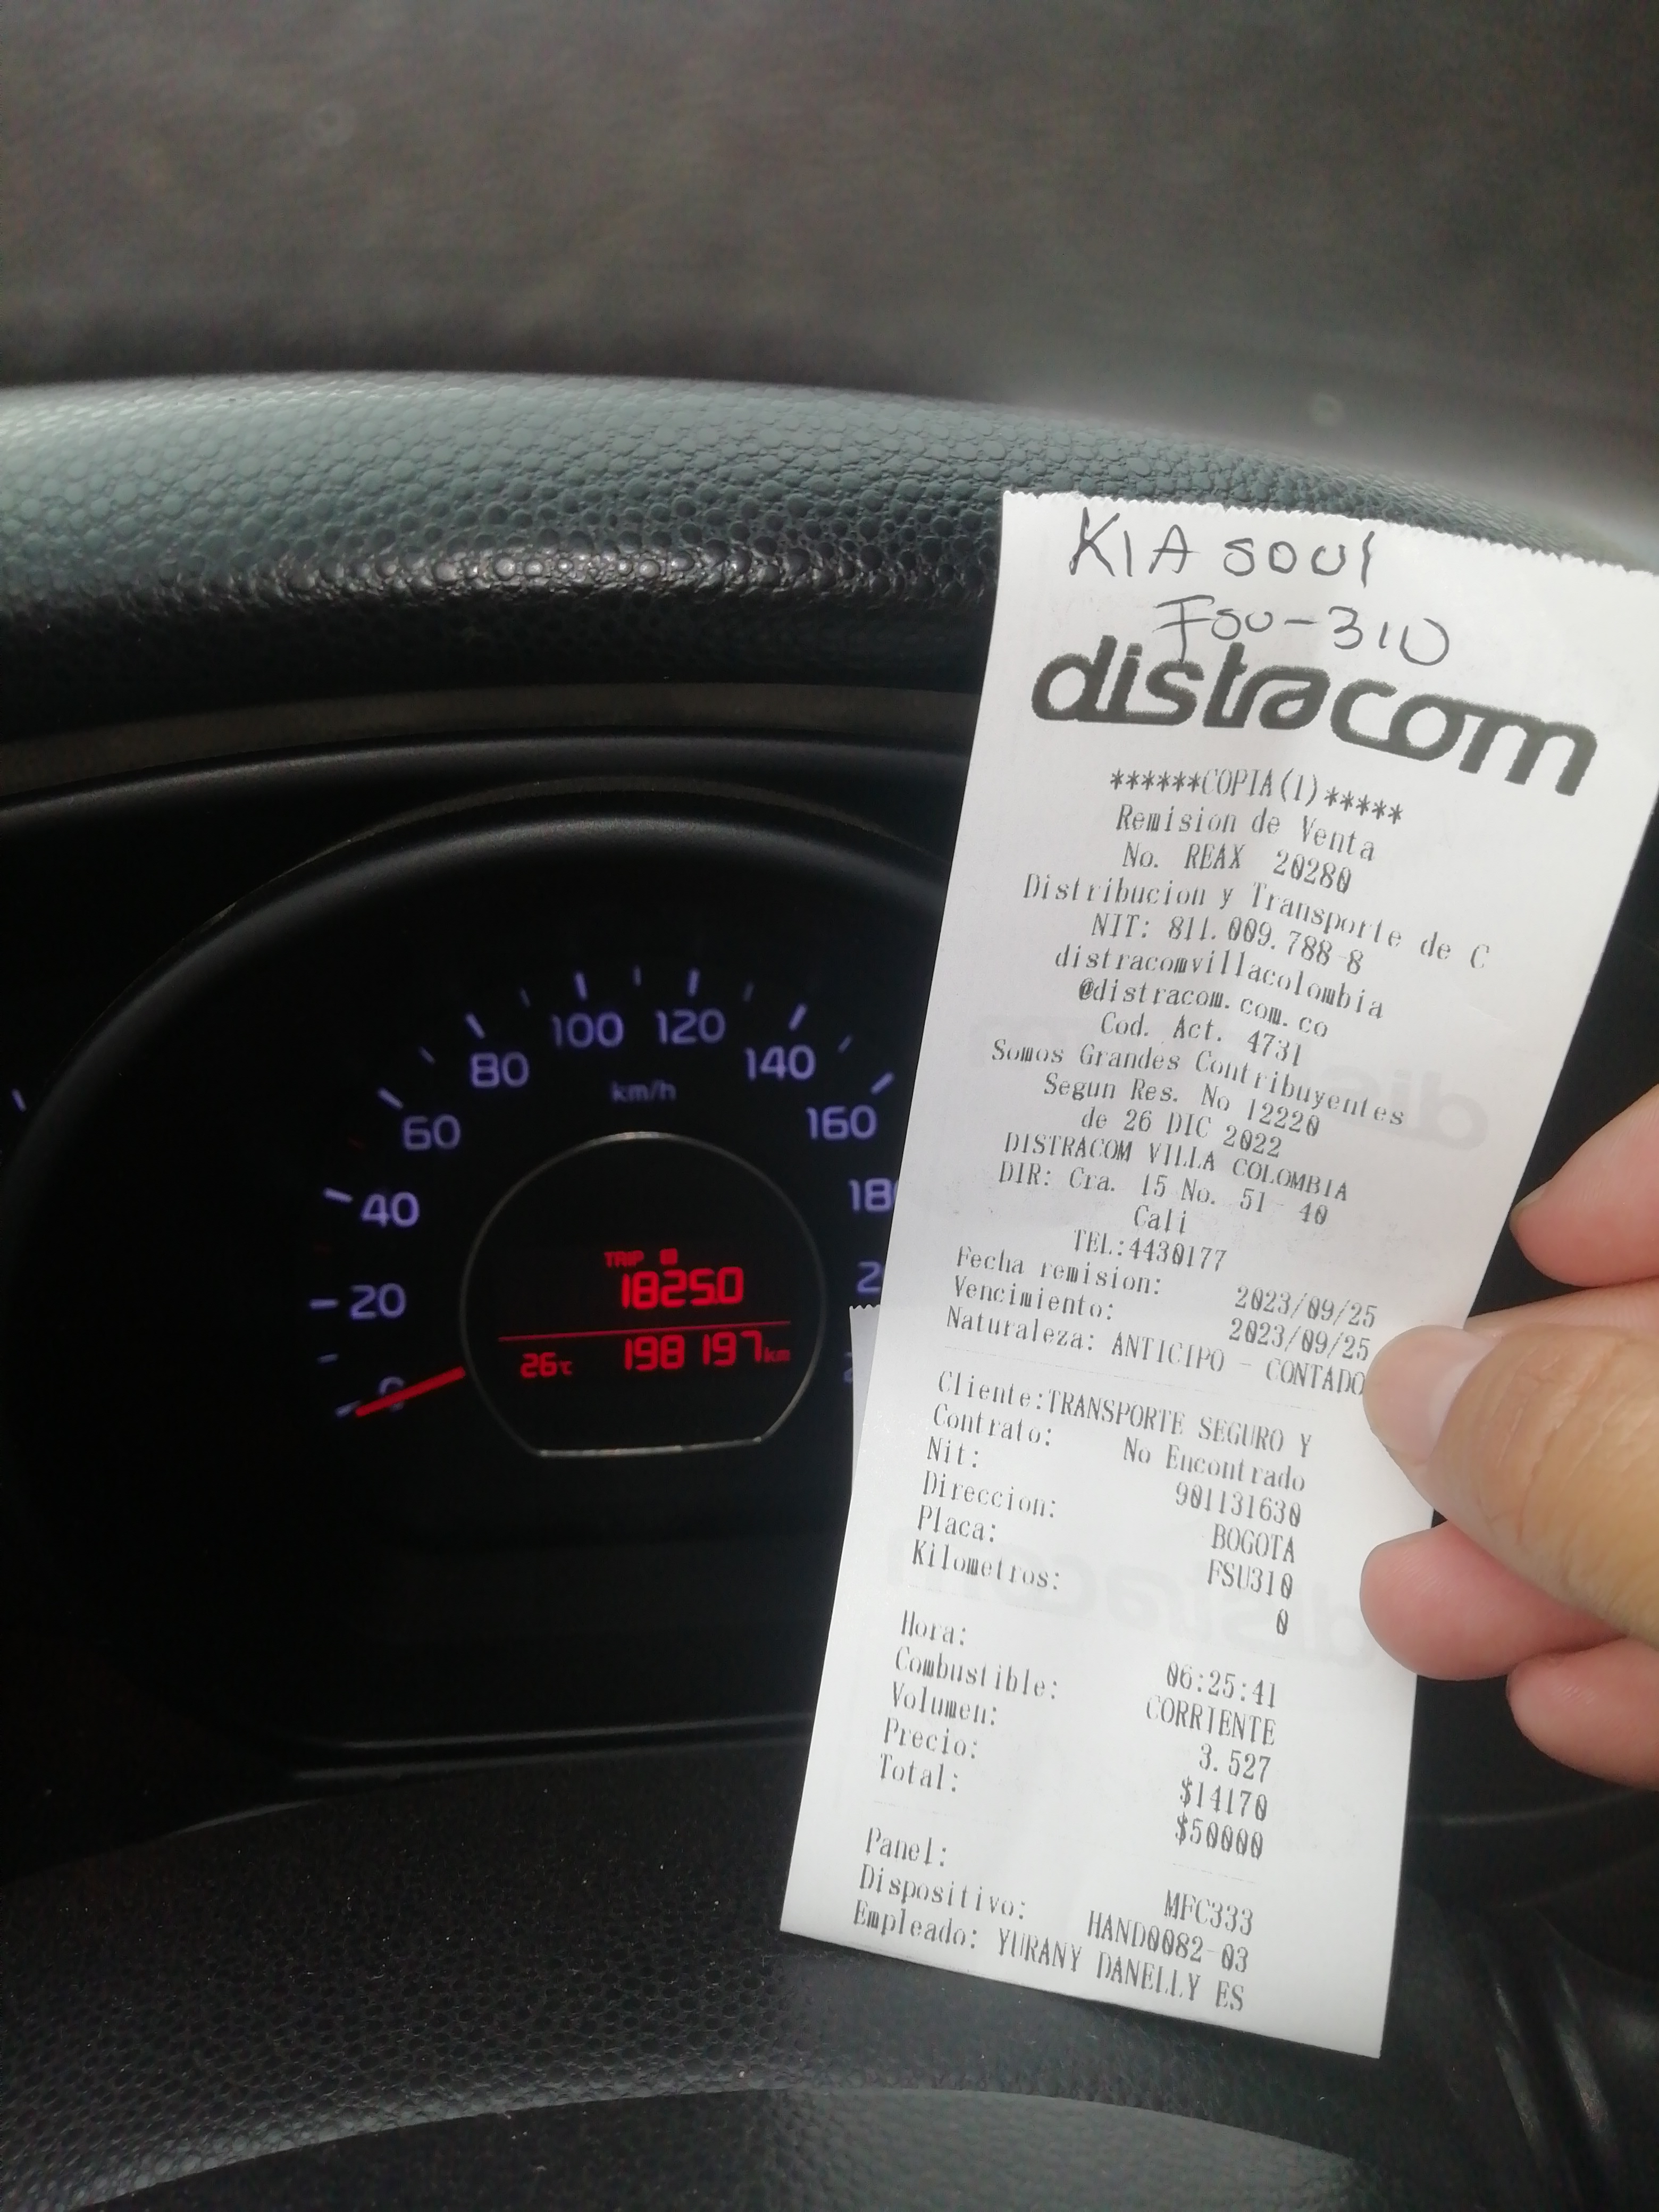 KIA SOUl
FSU-310
distracom
******COPIA(1)*****
Remision de Venta
No. REAX 20280
Distribucion y Transporte de C
NIT: 811.009.788-8
distracomvillacolombia
@distracom.com.co
Cod. Act. 4731
Somos Grandes Contribuyentes
Segun Res. No 12220
de 26 DIC 2022
DISTRACOM VILLA COLOMBIA
DIR: Cra. 15 No. 51- 40
Cali
TEL:4430177
Fecha remision: 2023/09/25
Vencimiento: 2023/09/25
Naturaleza: ANTICIPO - CONTADO
Cliente:TRANSPORTE SEGURO Y
Contrato: No Encontrado
Nit: 901131630
Direccion: BOGOTA
Placa: FSU310
Kilometros: 0
Hora: 06:25:41
Combustible: CORRIENTE
Volumen: 3.527
Precio: $14170
Total: $50000
Panel: MFC333
Dispositivo: HAND0082-03
Empleado: YURANY DANELLY ES
0 20 40 60 80 100 120 140 160
km/h
TRIP
1825.0
26℃ 198197km